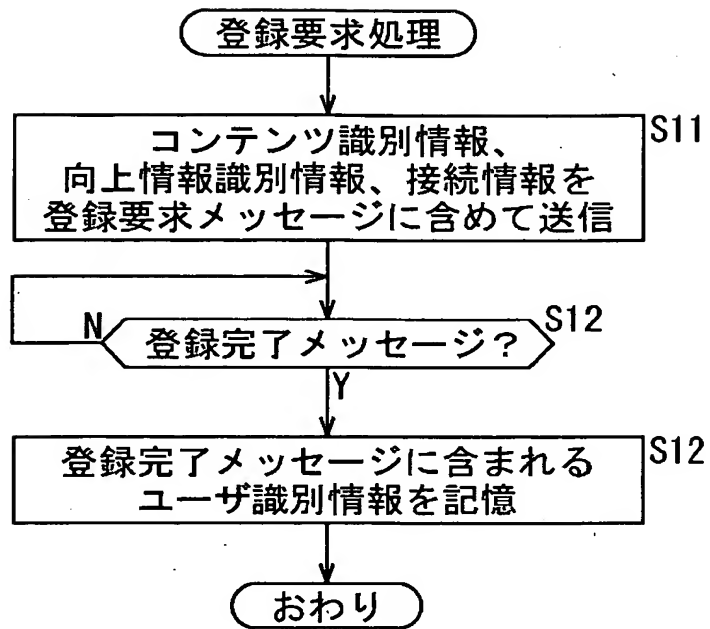 登録要求処理
S11
コンテンツ識別情報、
向上情報識別情報、接続情報を
登録要求メッセージに含めて送信
S12
N
登録完了メッセージ?
Y
S12
登録完了メッセージに含まれる
ユーザ識別情報を記憶
おわり